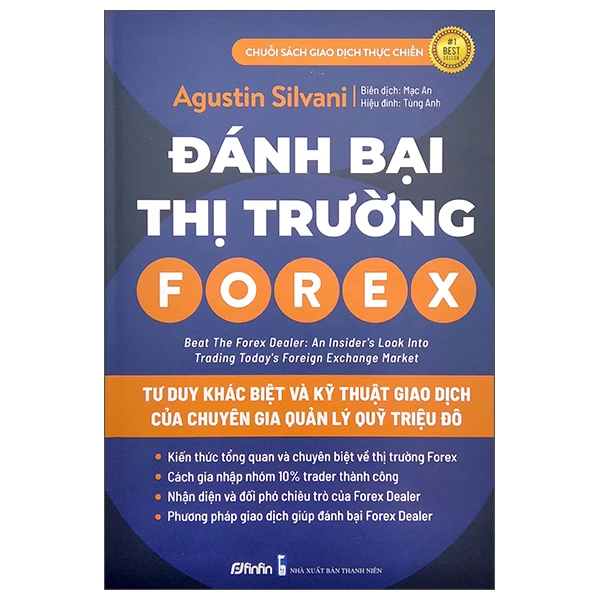 CHUỖI SÁCH GIAO DỊCH THỰC CHIẾN
#1
BEST
SELLER
Agustin Silvani
Biên dịch: Mạc An
Hiệu đính: Tùng Anh
ĐÁNH BẠI
THỊ TRƯỜNG
FOREX
Beat The Forex Dealer: An Insider's Look Into
Trading Today's Foreign Exchange Market
TƯ DUY KHÁC BIỆT VÀ KỸ THUẬT GIAO DỊCH
CỦA CHUYÊN GIA QUẢN LÝ QUỸ TRIỆU ĐÔ
• Kiến thức tổng quan và chuyên biệt về thị trường Forex
• Cách gia nhập nhóm 10% trader thành công
• Nhận diện và đối phó chiêu trò của Forex Dealer
• Phương pháp giao dịch giúp đánh bại Forex Dealer
finfin
NHÀ XUẤT BẢN THANH NIÊN